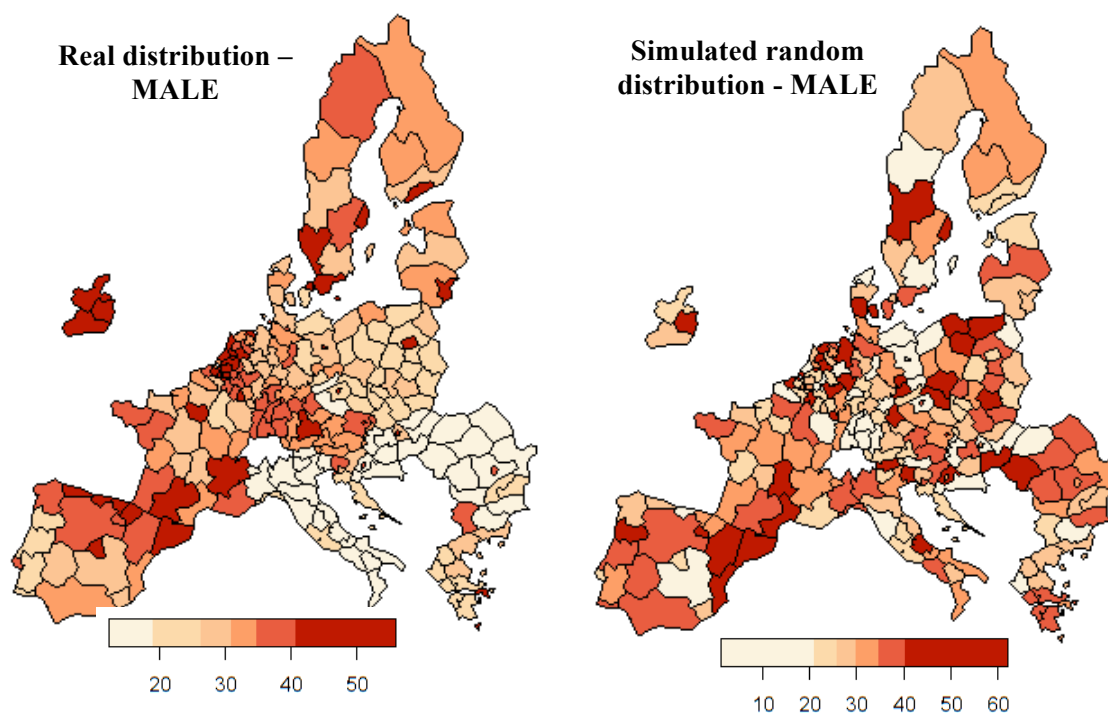 Real distribution –
MALE
Simulated random
distribution - MALE
20 30 40 50
10 20 30 40 50 60